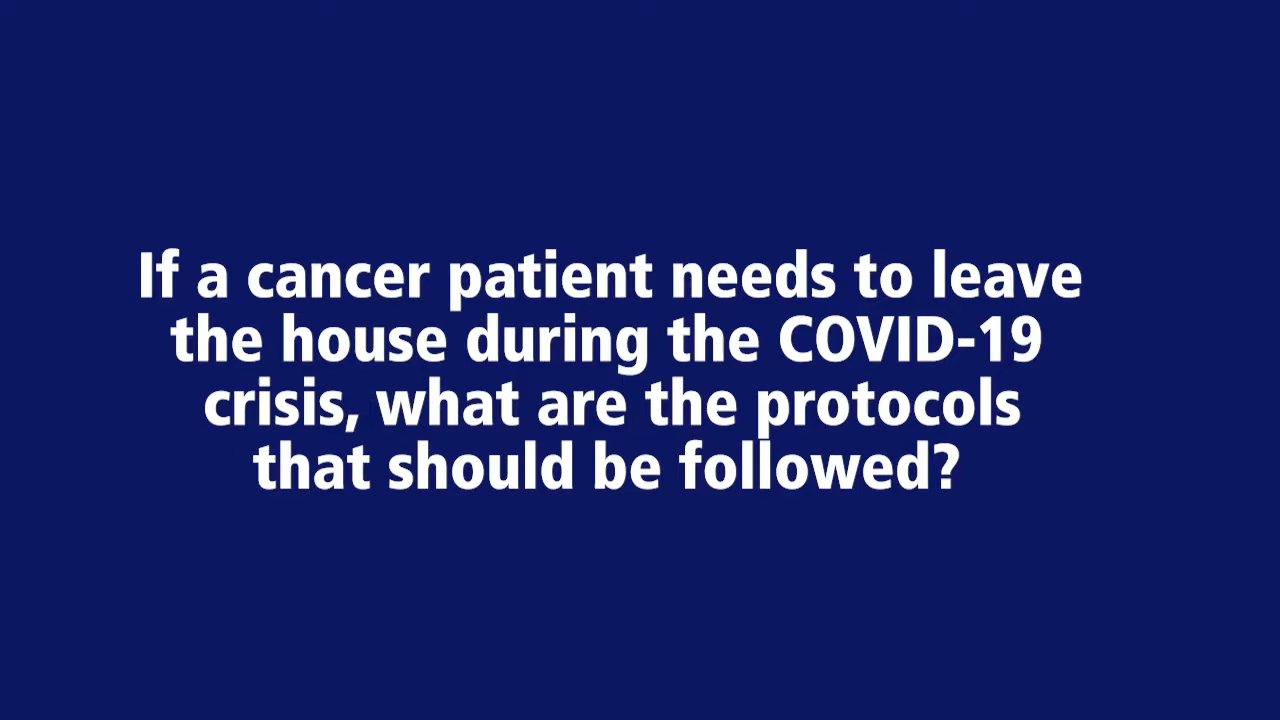 If a cancer patient needs to leave
the house during the COVID-19
crisis, what are the protocols
that should be followed?